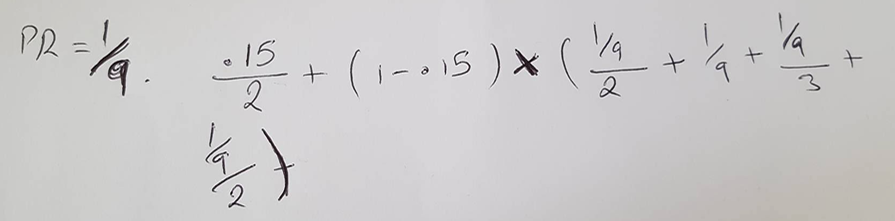 PR = 1/9. .15/2 + (1-.15) x (1/9/2 + 1/9 + 1/9/3 +
1/9/2)